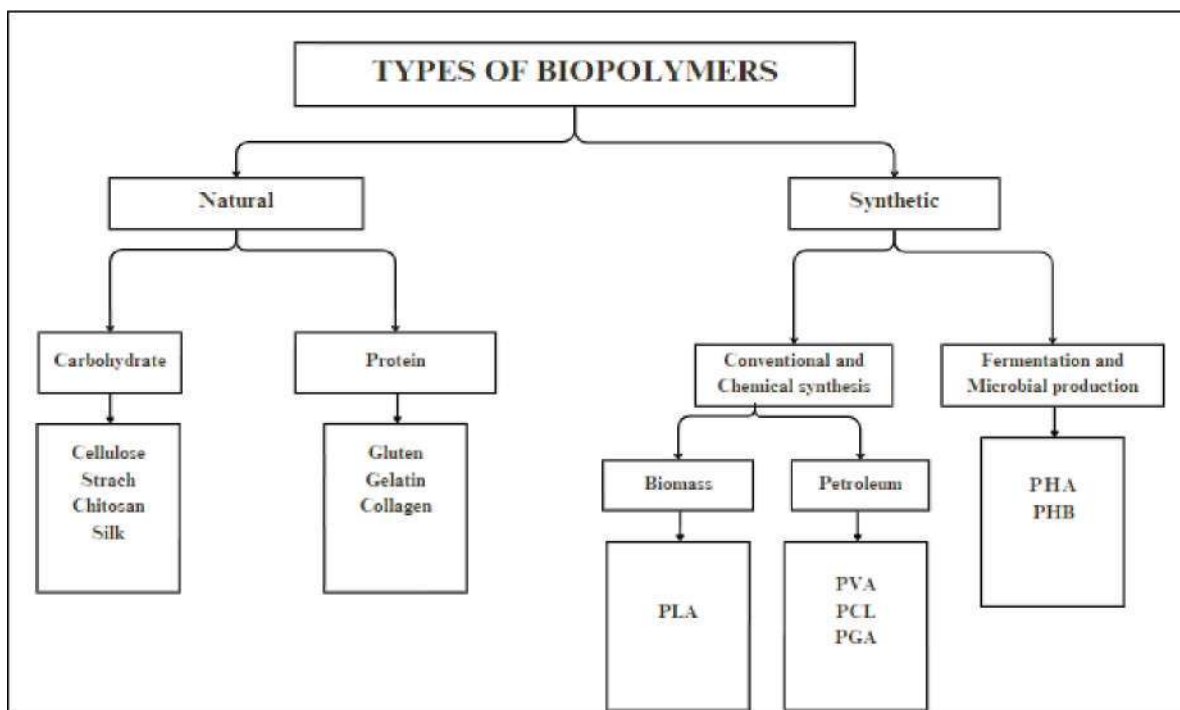 TYPES OF BIOPOLYMERS
Natural
Synthetic
Carbohydrate
Protein
Conventional and
Chemical synthesis
Fermentation and
Microbial production
Cellulose
Strach
Chitosan
Silk
Gluten
Gelatin
Collagen
Biomass
Petroleum
PHA
PHB
PLA
PVA
PCL
PGA